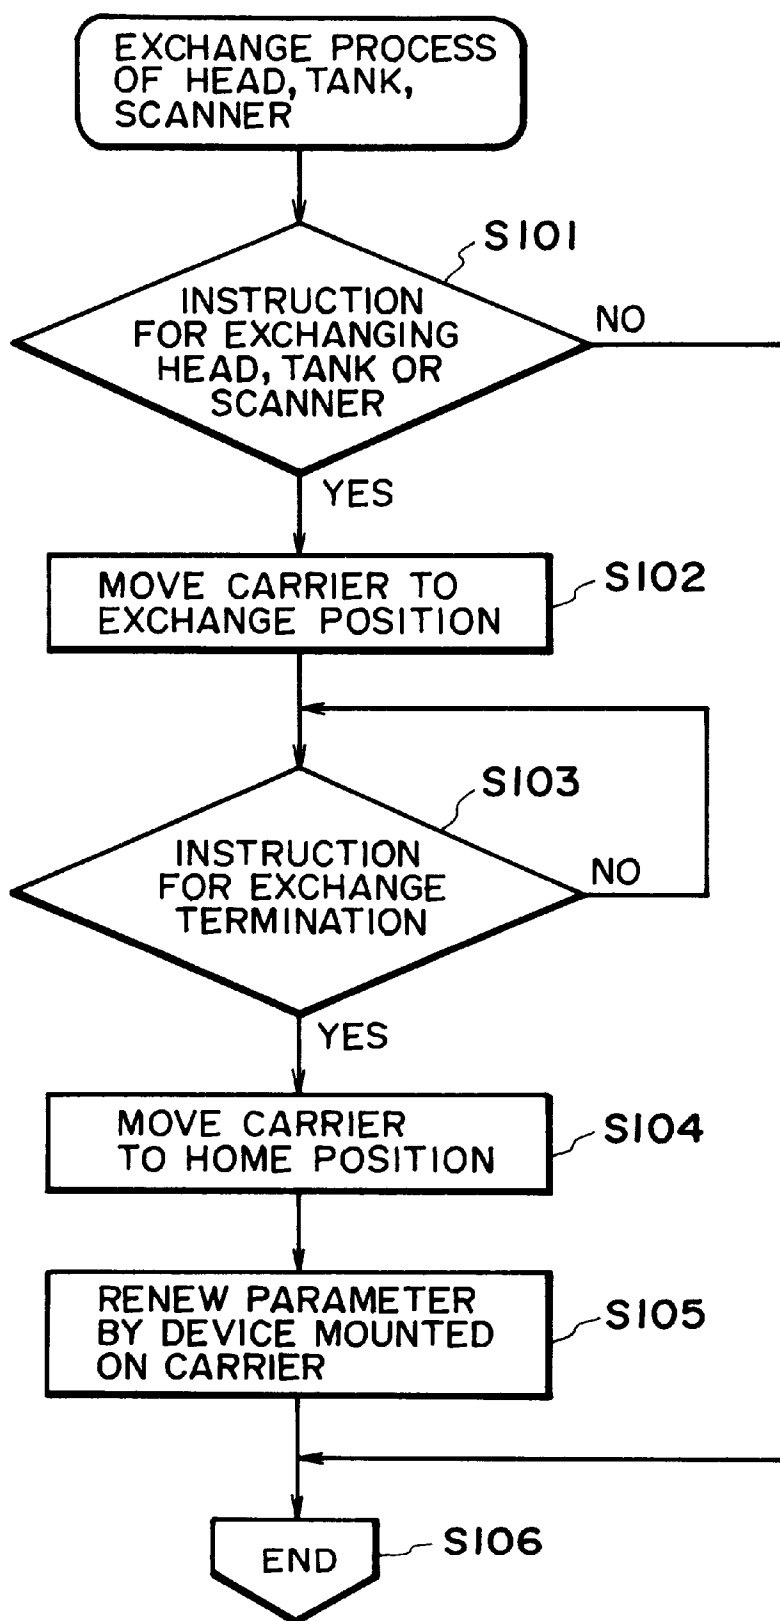 EXCHANGE PROCESS
OF HEAD, TANK,
SCANNER
S101
INSTRUCTION
FOR EXCHANGING
HEAD, TANK OR
SCANNER
NO
YES
MOVE CARRIER TO
EXCHANGE POSITION
S102
S103
INSTRUCTION
FOR EXCHANGE
TERMINATION
NO
YES
MOVE CARRIER
TO HOME POSITION
S104
RENEW PARAMETER
BY DEVICE MOUNTED
ON CARRIER
S105
END
S106